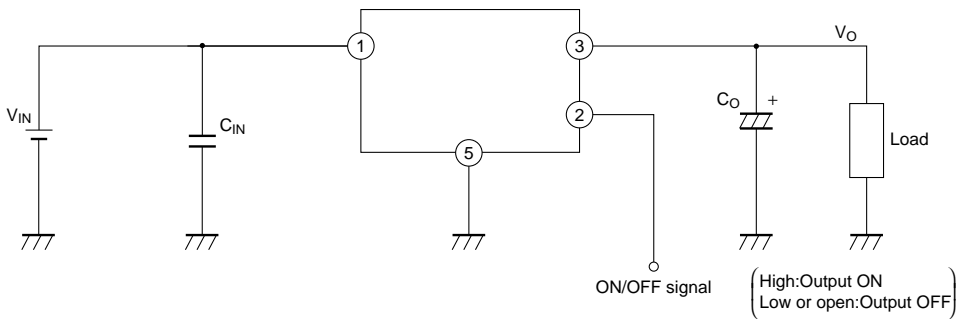 1
3
V_O
V_IN
C_IN
2
C_O
+
Load
5
ON/OFF signal
High:Output ON
Low or open:Output OFF